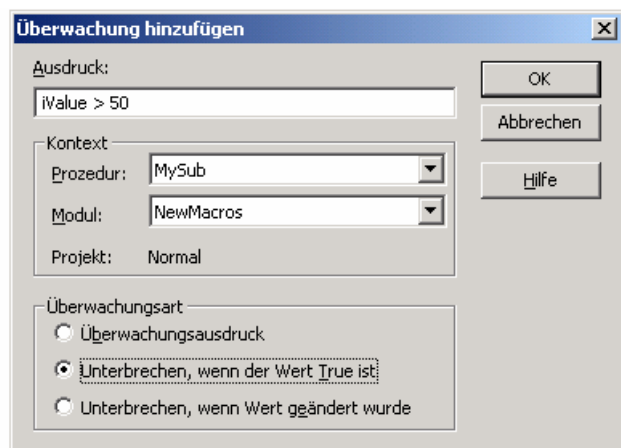 Überwachung hinzufügen
Ausdruck:
iValue > 50
Kontext
Prozedur: MySub
Modul: NewMacros
Projekt: Normal
Überwachungsart
Überwachungsausdruck
Unterbrechen, wenn der Wert True ist
Unterbrechen, wenn Wert geändert wurde
OK
Abbrechen
Hilfe